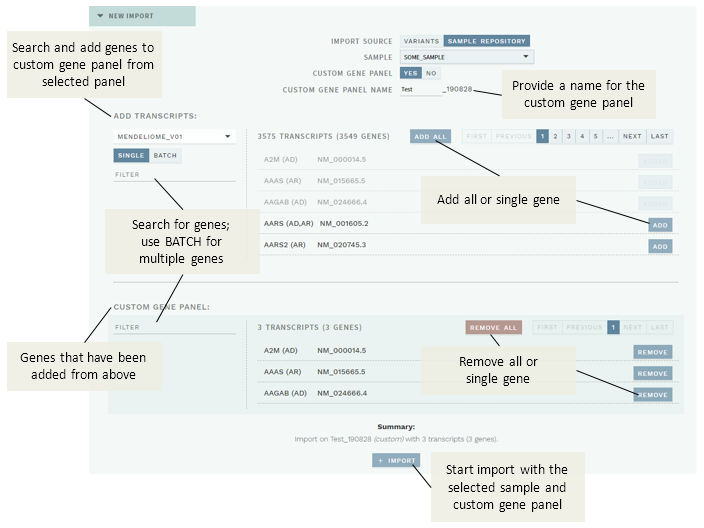 NEW IMPORT
Search and add genes to
custom gene panel from
selected panel
IMPORT SOURCE VARIANTS SAMPLE REPOSITORY
SAMPLE SOME_SAMPLE
CUSTOM GENE PANEL YES NO
CUSTOM GENE PANEL NAME Test _190828
Provide a name for the
custom gene panel
ADD TRANSCRIPTS:
MENDELIOME_V01
SINGLE BATCH
FILTER
3575 TRANSCRIPTS (3549 GENES) ADD ALL FIRST PREVIOUS 1 2 3 4 5 ... NEXT LAST
A2M (AD) NM_000014.5 ADDED
AAAS (AR) NM_015665.5 ADDED
AAGAB (AD) NM_024666.4 ADDED
AARS (AD,AR) NM_001605.2 ADD
AARS2 (AR) NM_020745.3 ADD
Add all or single gene
Search for genes;
use BATCH for
multiple genes
CUSTOM GENE PANEL:
FILTER
3 TRANSCRIPTS (3 GENES) REMOVE ALL FIRST PREVIOUS 1 NEXT LAST
A2M (AD) NM_000014.5 REMOVE
AAAS (AR) NM_015665.5 REMOVE
AAGAB (AD) NM_024666.4 REMOVE
Genes that have been
added from above
Remove all or
single gene
Summary:
Import on Test_190828 (custom) with 3 transcripts (3 genes).
+ IMPORT
Start import with the
selected sample and
custom gene panel